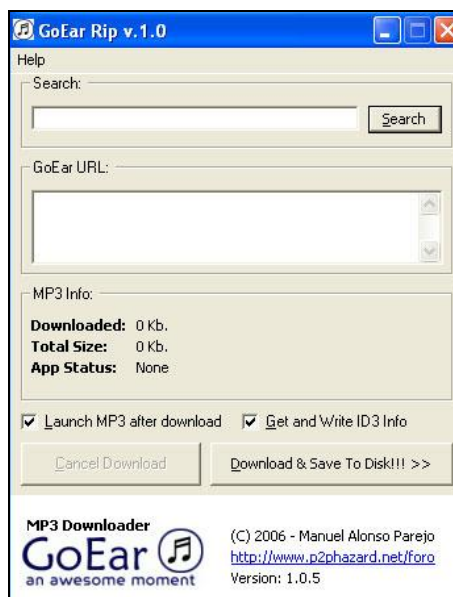 GoEar Rip v.1.0
Help
Search:
Search
GoEar URL:
MP3 Info:
Downloaded: 0 Kb.
Total Size: 0 Kb.
App Status: None
Launch MP3 after download Get and Write ID3 Info
Cancel Download Download & Save To Disk!!! >>
MP3 Downloader
GoEar
an awesome moment
(C) 2006 - Manuel Alonso Parejo
http://www.p2phazard.net/foro
Version: 1.0.5